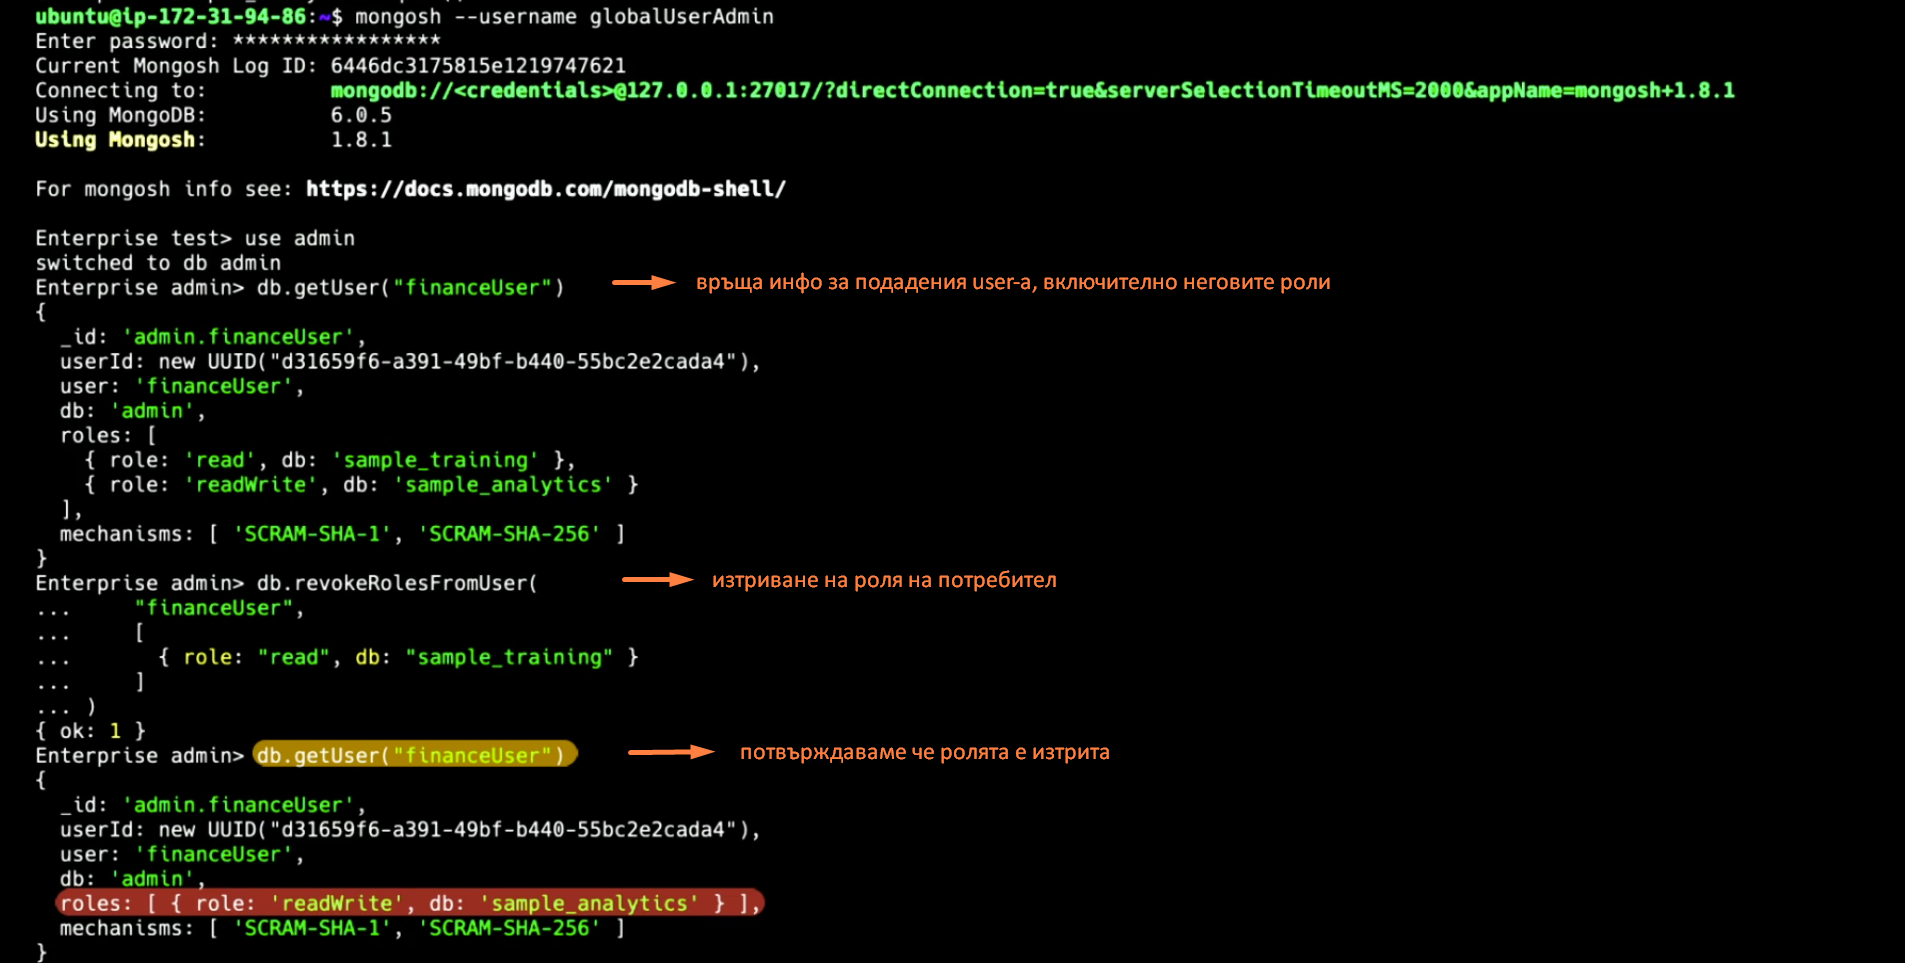 ubuntu@ip-172-31-94-86:~$ mongosh --username globalUserAdmin
Enter password: *****************
Current Mongosh Log ID: 6446dc3175815e1219747621
Connecting to: mongodb://<credentials>@127.0.0.1:27017/?directConnection=true&serverSelectionTimeoutMS=2000&appName=mongosh+1.8.1
Using MongoDB: 6.0.5
Using Mongosh: 1.8.1
For mongosh info see: https://docs.mongodb.com/mongodb-shell/
Enterprise test> use admin
switched to db admin
Enterprise admin> db.getUser("financeUser") връща инфо за подадения user-а, включително неговите роли
{
_id: 'admin.financeUser',
userId: new UUID("d31659f6-a391-49bf-b440-55bc2e2cada4"),
user: 'financeUser',
db: 'admin',
roles: [
{ role: 'read', db: 'sample_training' },
{ role: 'readWrite', db: 'sample_analytics' }
],
mechanisms: [ 'SCRAM-SHA-1', 'SCRAM-SHA-256' ]
}
Enterprise admin> db.revokeRolesFromUser( изтриване на роля на потребител
... "financeUser",
... [
... { role: "read", db: "sample_training" }
... ]
... )
{ ok: 1 }
Enterprise admin> db.getUser("financeUser") потвърждаваме че ролята е изтрита
{
_id: 'admin.financeUser',
userId: new UUID("d31659f6-a391-49bf-b440-55bc2e2cada4"),
user: 'financeUser',
db: 'admin',
roles: [ { role: 'readWrite', db: 'sample_analytics' } ],
mechanisms: [ 'SCRAM-SHA-1', 'SCRAM-SHA-256' ]
}